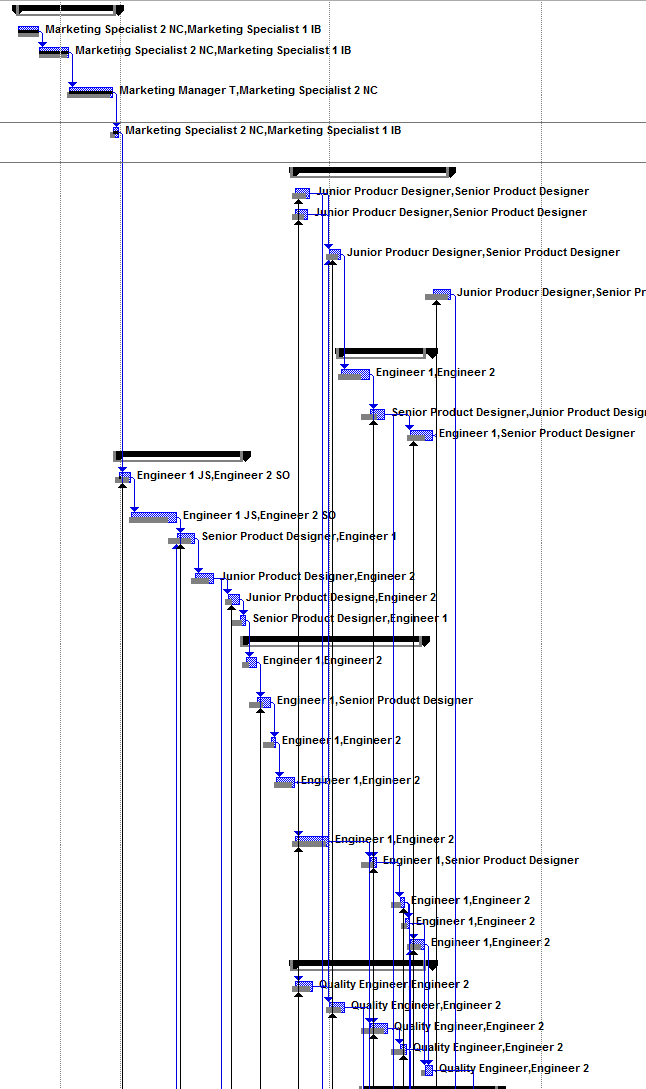 Marketing Specialist 2 NC,Marketing Specialist 1 IB
Marketing Specialist 2 NC,Marketing Specialist 1 IB
Marketing Manager T,Marketing Specialist 2 NC
Marketing Specialist 2 NC,Marketing Specialist 1 IB
Junior Producr Designer,Senior Product Designer
Junior Producr Designer,Senior Product Designer
Junior Producr Designer,Senior Product Designer
Junior Producr Designer,Senior Pr
Engineer 1,Engineer 2
Senior Product Designer,Junior Product Desig
Engineer 1,Senior Product Designer
Engineer 1 JS,Engineer 2 SO
Engineer 1 JS,Engineer 2 SO
Senior Product Designer,Engineer 1
Junior Product Designer,Engineer 2
Junior Product Designe,Engineer 2
Senior Product Designer,Engineer 1
Engineer 1,Engineer 2
Engineer 1,Senior Product Designer
Engineer 1,Engineer 2
Engineer 1,Engineer 2
Engineer 1,Engineer 2
Engineer 1,Senior Product Designer
Engineer 1,Engineer 2
Engineer 1,Engineer 2
Engineer 1,Engineer 2
Quality Engineer,Engineer 2
Quality Engineer,Engineer 2
Quality Engineer,Engineer 2
Quality Engineer,Engineer 2
Quality Engineer,Engineer 2